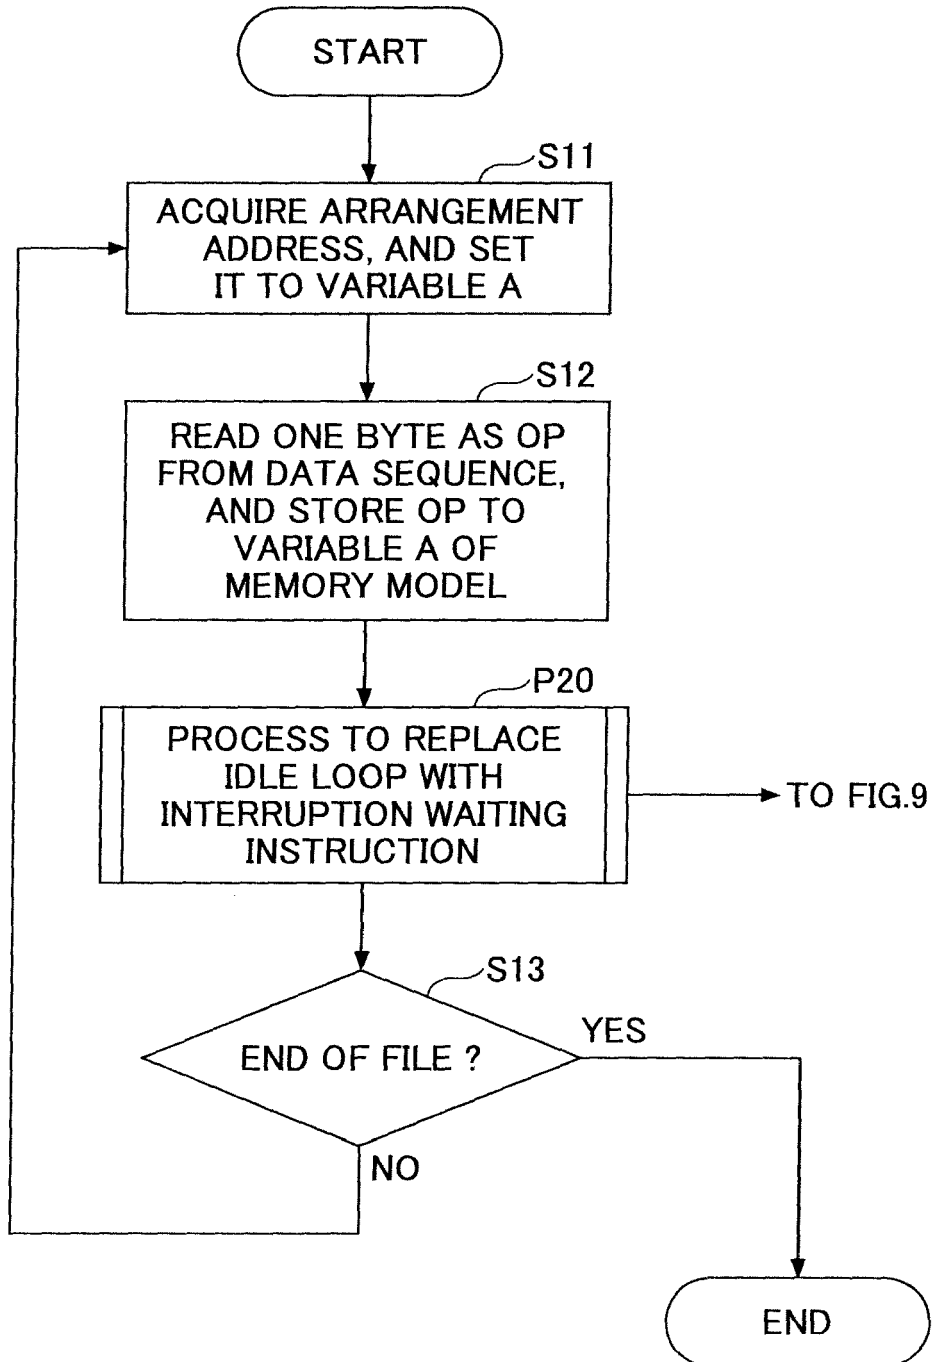 START
S11
ACQUIRE ARRANGEMENT
ADDRESS, AND SET
IT TO VARIABLE A
S12
READ ONE BYTE AS OP
FROM DATA SEQUENCE,
AND STORE OP TO
VARIABLE A OF
MEMORY MODEL
P20
PROCESS TO REPLACE
IDLE LOOP WITH
INTERRUPTION WAITING
INSTRUCTION
TO FIG.9
S13
END OF FILE ?
YES
NO
END